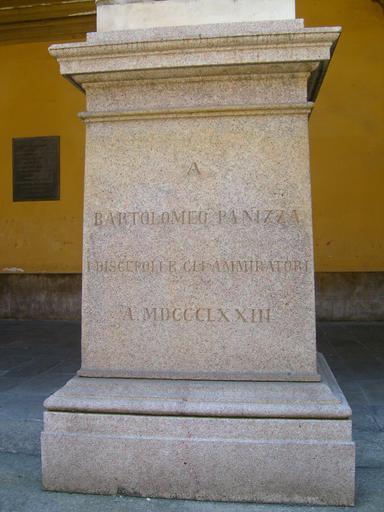 A
BARTOLOMEO PANIZZA
I DISCEPOLI E GLI AMMIRATORI
A. MDCCCLXXIII